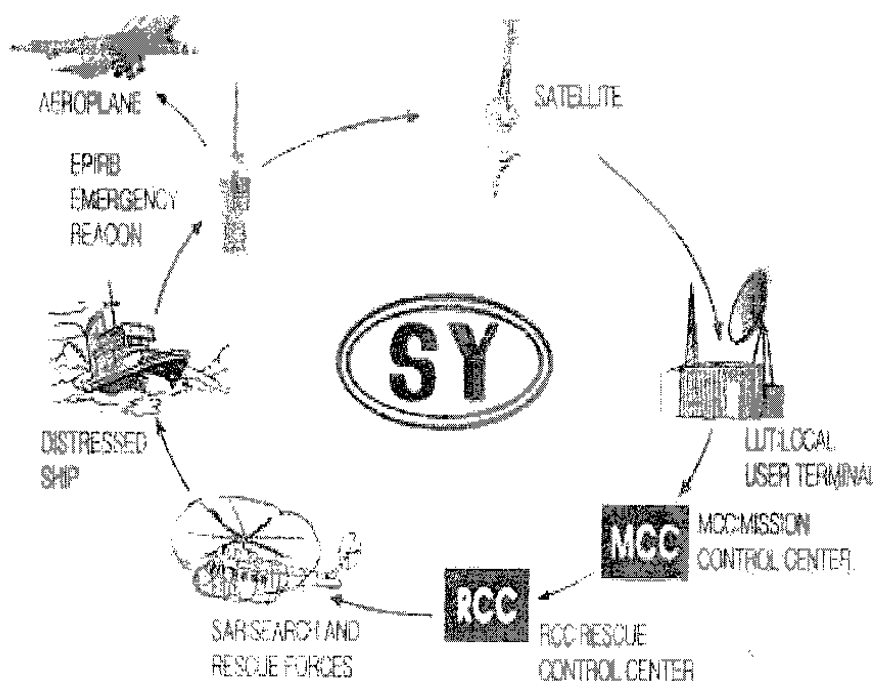 AEROPLANE
SATELLITE
EPIRB
EMERGENCY
BEACON
SY
DISTRESSED
SHIP
LUT:LOCAL
USER TERMINAL
MCC
MCC:MISSION
CONTROL CENTER
RCC
SAR:SEARCH AND
RESCUE FORCES
RCC:RESCUE
CONTROL CENTER